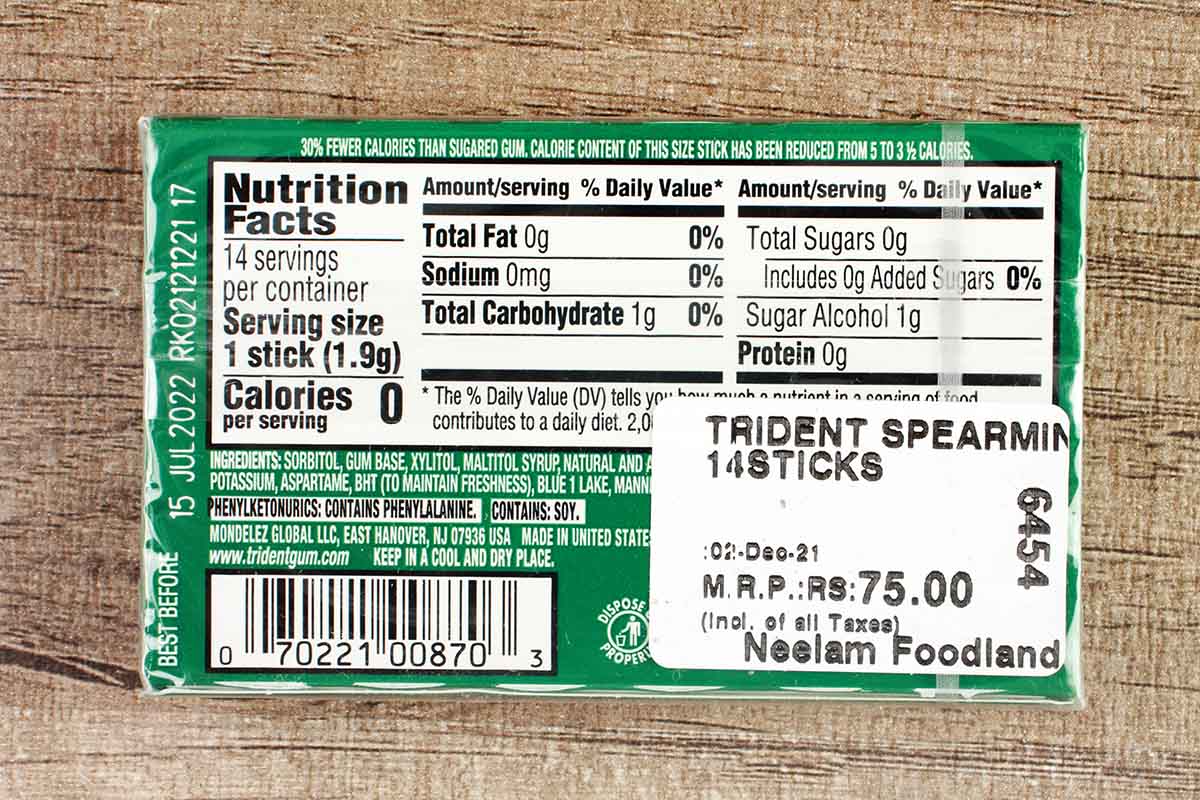 30% FEWER CALORIES THAN SUGARED GUM. CALORIE CONTENT OF THIS SIZE STICK HAS BEEN REDUCED FROM 5 TO 3 ½ CALORIES.
Nutrition
Facts
14 servings
per container
Serving size
1 stick (1.9g)
Calories 0
per serving
Amount/serving % Daily Value*
Total Fat 0g 0%
Sodium 0mg 0%
Total Carbohydrate 1g 0%
Amount/serving % Daily Value*
Total Sugars 0g
Includes 0g Added Sugars 0%
Sugar Alcohol 1g
Protein 0g
* The % Daily Value (DV) tells you how much a nutrient in a serving of food
contributes to a daily diet.
INGREDIENTS: SORBITOL, GUM BASE, XYLITOL, MALTITOL SYRUP, NATURAL AND
POTASSIUM, ASPARTAME, BHT (TO MAINTAIN FRESHNESS), BLUE 1 LAKE,
PHENYLKETONURICS: CONTAINS PHENYLALANINE. CONTAINS: SOY.
MONDELEZ GLOBAL LLC, EAST HANOVER, NJ 07936 USA MADE IN UNITED STATE
www.tridentgum.com KEEP IN A COOL AND DRY PLACE.
0 70221 00870 3
DISPOSE
PROPERLY
BEST BEFORE 15 JUL 2022 RKO2121221 17
TRIDENT SPEARMIN
14STICKS
:02-Dec-21
M.R.P.:RS:75.00
(Incl. of all Taxes)
Neelam Foodland
6454